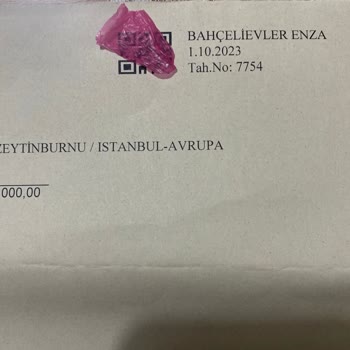 BAHÇELİEVLER ENZA
1.10.2023
Tah.No: 7754
ZEYTİNBURNU / ISTANBUL-AVRUPA
000,00